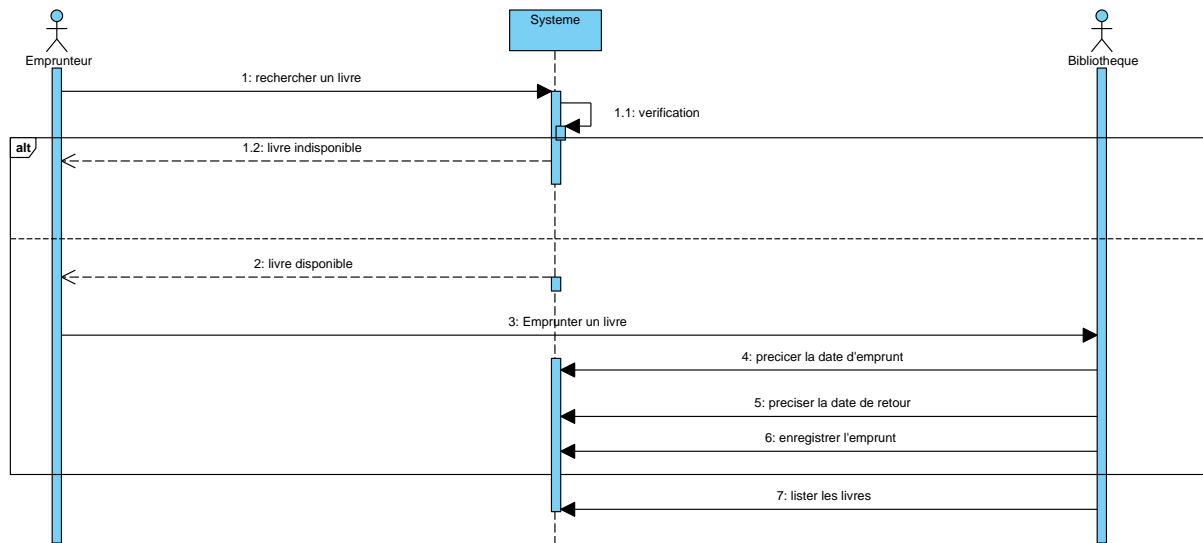 Systeme
Emprunteur
Bibliotheque
1: rechercher un livre
1.1: verification
alt
1.2: livre indisponible
2: livre disponible
3: Emprunter un livre
4: precicer la date d'emprunt
5: preciser la date de retour
6: enregistrer l'emprunt
7: lister les livres